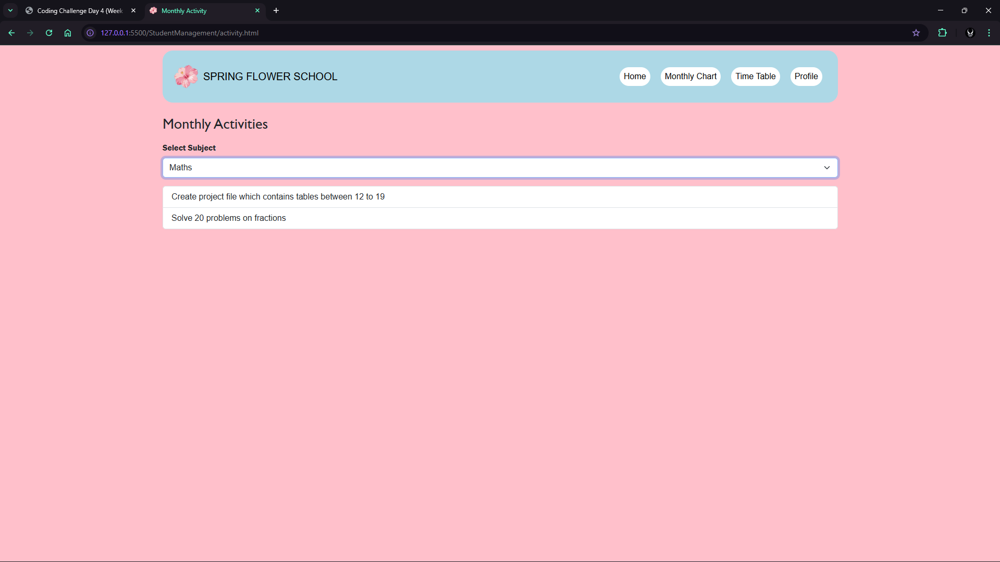 Coding Challenge Day 4 (Week
Monthly Activity
127.0.0.1:5500/StudentManagement/activity.html
SPRING FLOWER SCHOOL
Home
Monthly Chart
Time Table
Profile
Monthly Activities
Select Subject
Maths
Create project file which contains tables between 12 to 19
Solve 20 problems on fractions